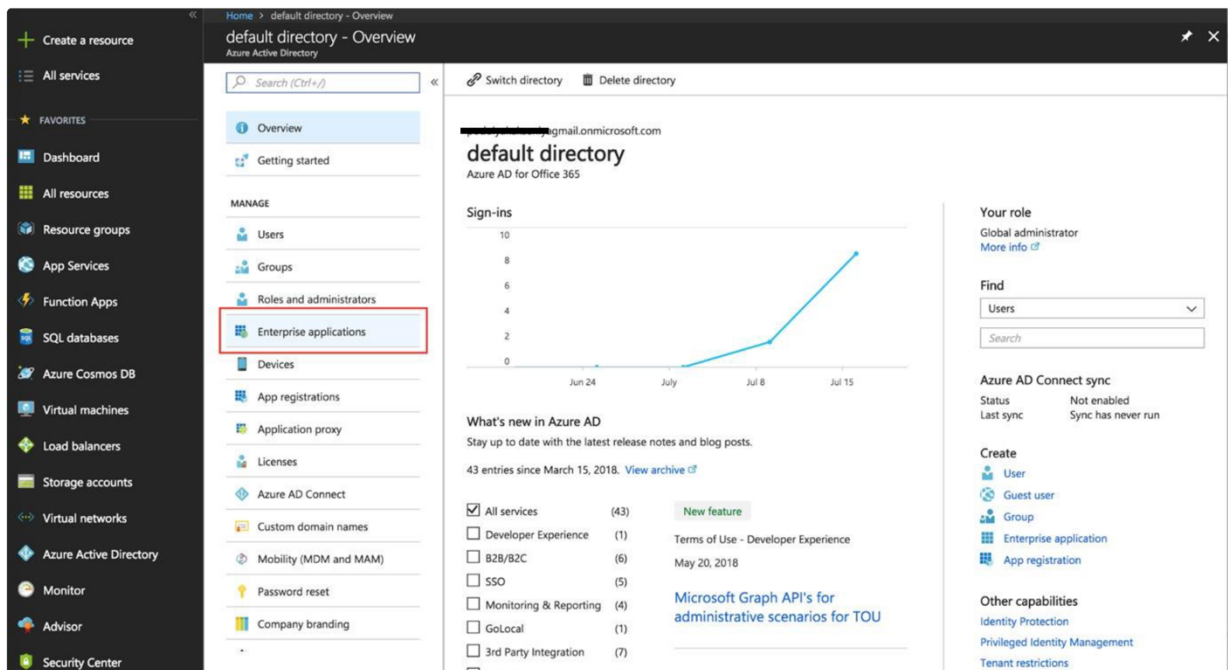 Home > default directory - Overview
default directory - Overview
Azure Active Directory
Create a resource
All services
FAVORITES
Dashboard
All resources
Resource groups
App Services
Function Apps
SQL databases
Azure Cosmos DB
Virtual machines
Load balancers
Storage accounts
Virtual networks
Azure Active Directory
Monitor
Advisor
Security Center
Search (Ctrl+/)
Overview
Getting started
MANAGE
Users
Groups
Roles and administrators
Enterprise applications
Devices
App registrations
Application proxy
Licenses
Azure AD Connect
Custom domain names
Mobility (MDM and MAM)
Password reset
Company branding
Switch directory Delete directory
agmail.onmicrosoft.com
default directory
Azure AD for Office 365
Sign-ins
10
8
6
4
2
0
Jun 24 July Jul 8 Jul 15
What's new in Azure AD
Stay up to date with the latest release notes and blog posts.
43 entries since March 15, 2018. View archive
All services (43)
Developer Experience (1)
B2B/B2C (6)
SSO (5)
Monitoring & Reporting (4)
GoLocal (1)
3rd Party Integration (7)
New feature
Terms of Use - Developer Experience
May 20, 2018
Microsoft Graph API's for
administrative scenarios for TOU
Your role
Global administrator
More info
Find
Users
Search
Azure AD Connect sync
Status Not enabled
Last sync Sync has never run
Create
User
Guest user
Group
Enterprise application
App registration
Other capabilities
Identity Protection
Privileged Identity Management
Tenant restrictions